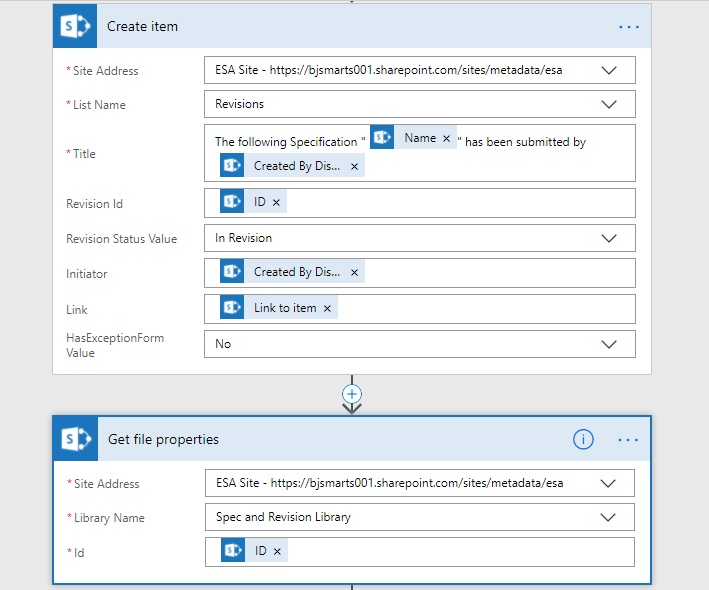 Create item
...
* Site Address
ESA Site - https://bjsmarts001.sharepoint.com/sites/metadata/esa
* List Name
Revisions
* Title
The following Specification " S Name × " has been submitted by
S Created By Dis... ×
Revision Id
S ID ×
Revision Status Value
In Revision
Initiator
S Created By Dis... ×
Link
S Link to item ×
HasExceptionForm
Value
No
S Get file properties
i ...
* Site Address
ESA Site - https://bjsmarts001.sharepoint.com/sites/metadata/esa
* Library Name
Spec and Revision Library
* Id
S ID ×